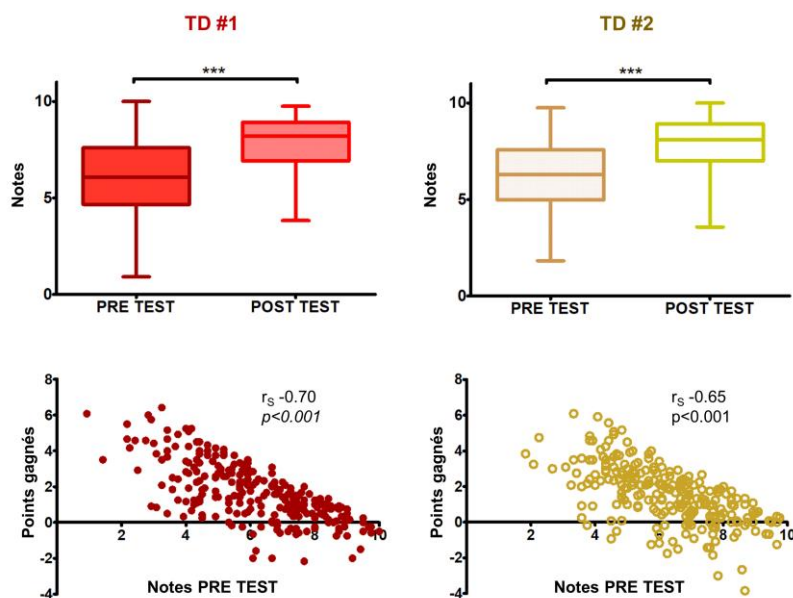 TD #1
TD #2
***
***
10
5
0
Notes
PRE TEST
POST TEST
10
5
0
Notes
PRE TEST
POST TEST
8
6
4
2
0
-2
-4
Points gagnés
r_S -0.70
p<0.001
2
4
6
8
10
Notes PRE TEST
8
6
4
2
0
-2
-4
Points gagnés
r_S -0.65
p<0.001
2
4
6
8
10
Notes PRE TEST